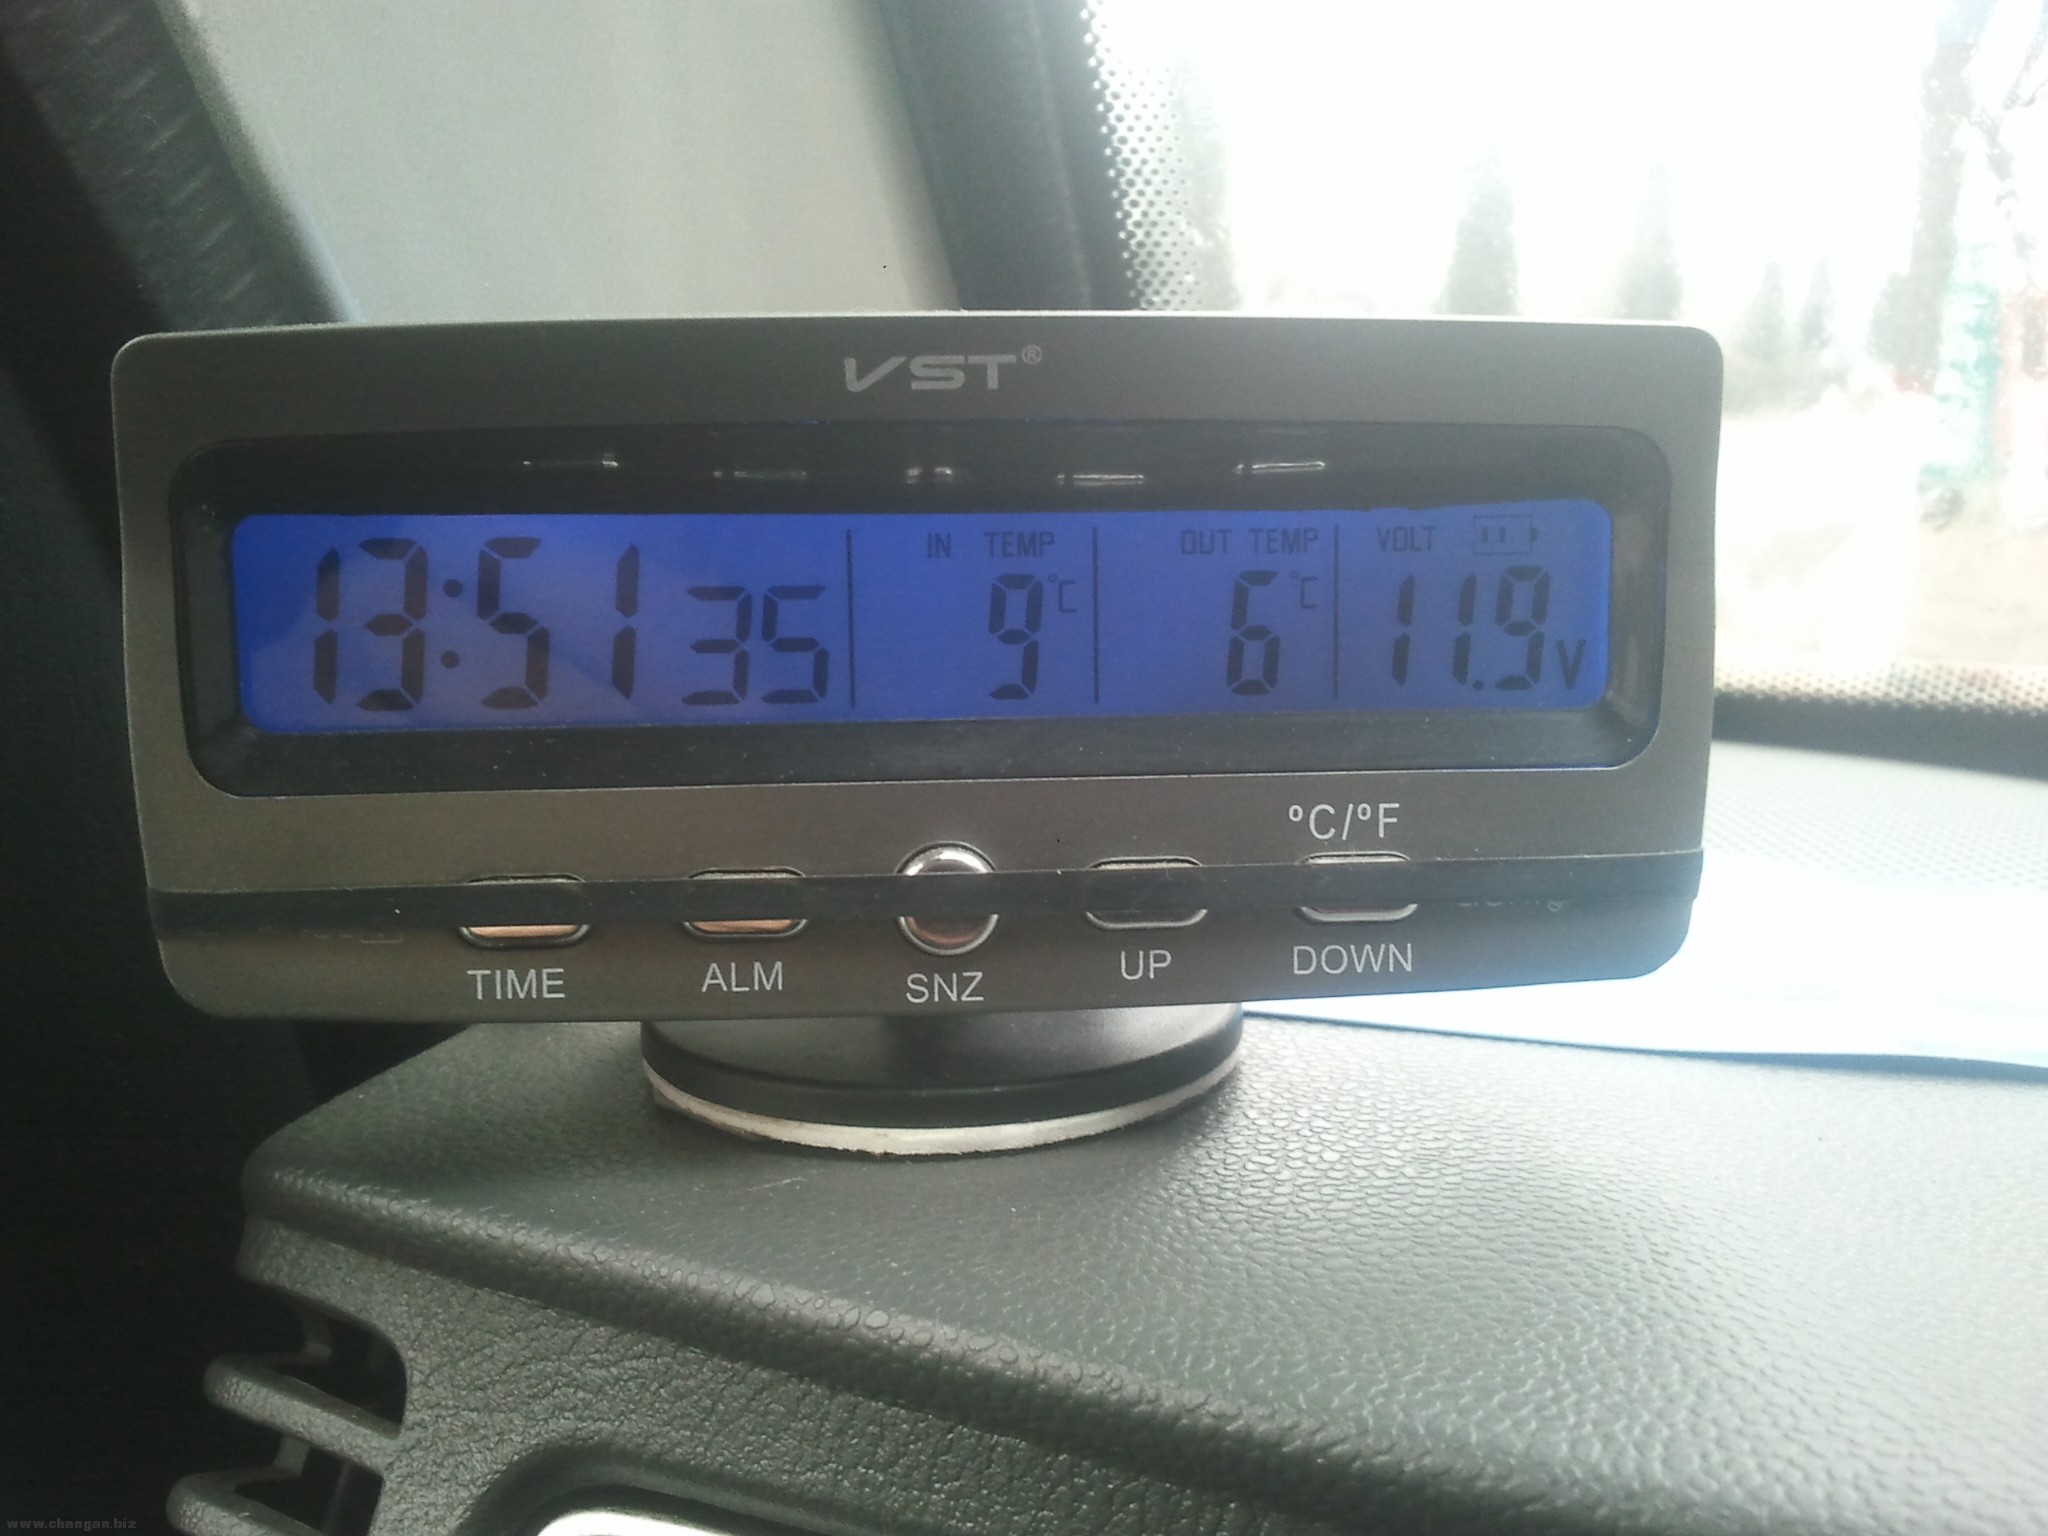 VST®
IN TEMP OUT TEMP VOLT
13:51 35 9°C 6°C 11.9V
°C/°F
TIME ALM SNZ UP DOWN
www.changan.biz